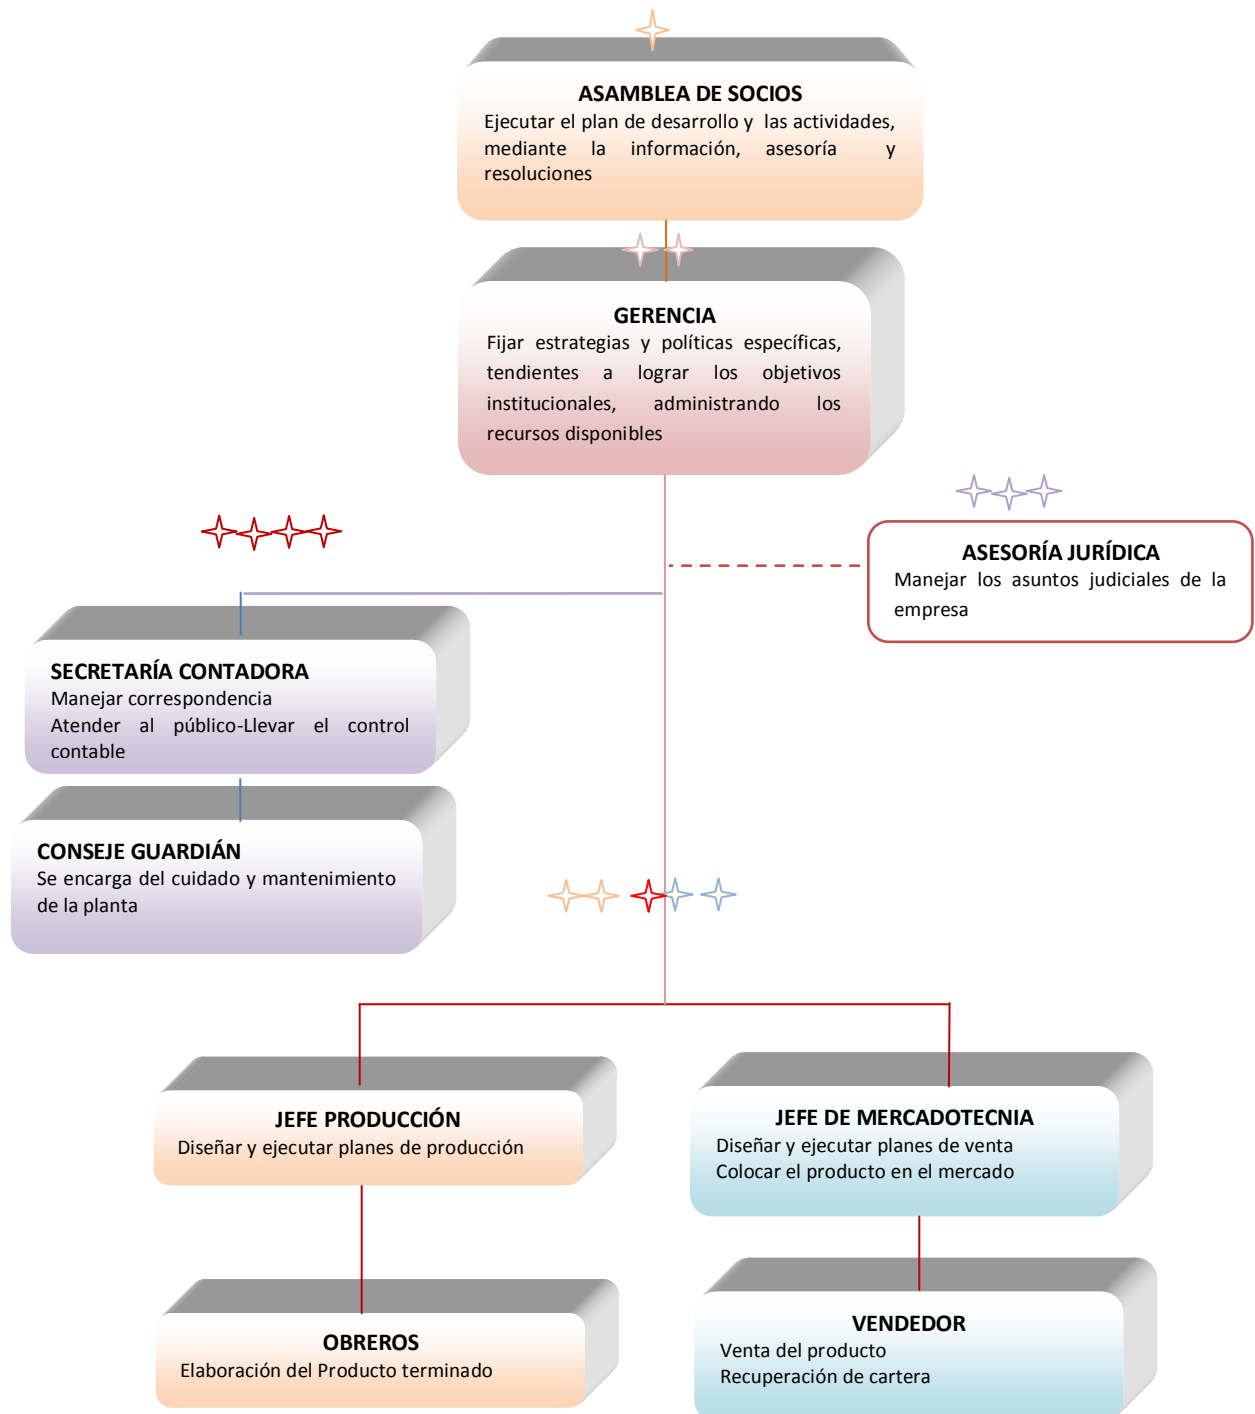 ASAMBLEA DE SOCIOS
Ejecutar el plan de desarrollo y las actividades,
mediante la información, asesoría y
resoluciones
GERENCIA
Fijar estrategias y políticas específicas,
tendientes a lograr los objetivos
institucionales, administrando los
recursos disponibles
ASESORÍA JURÍDICA
Manejar los asuntos judiciales de la
empresa
SECRETARÍA CONTADORA
Manejar correspondencia
Atender al público-Llevar el control
contable
CONSEJE GUARDIÁN
Se encarga del cuidado y mantenimiento
de la planta
JEFE PRODUCCIÓN
Diseñar y ejecutar planes de producción
JEFE DE MERCADOTECNIA
Diseñar y ejecutar planes de venta
Colocar el producto en el mercado
OBREROS
Elaboración del Producto terminado
VENDEDOR
Venta del producto
Recuperación de cartera